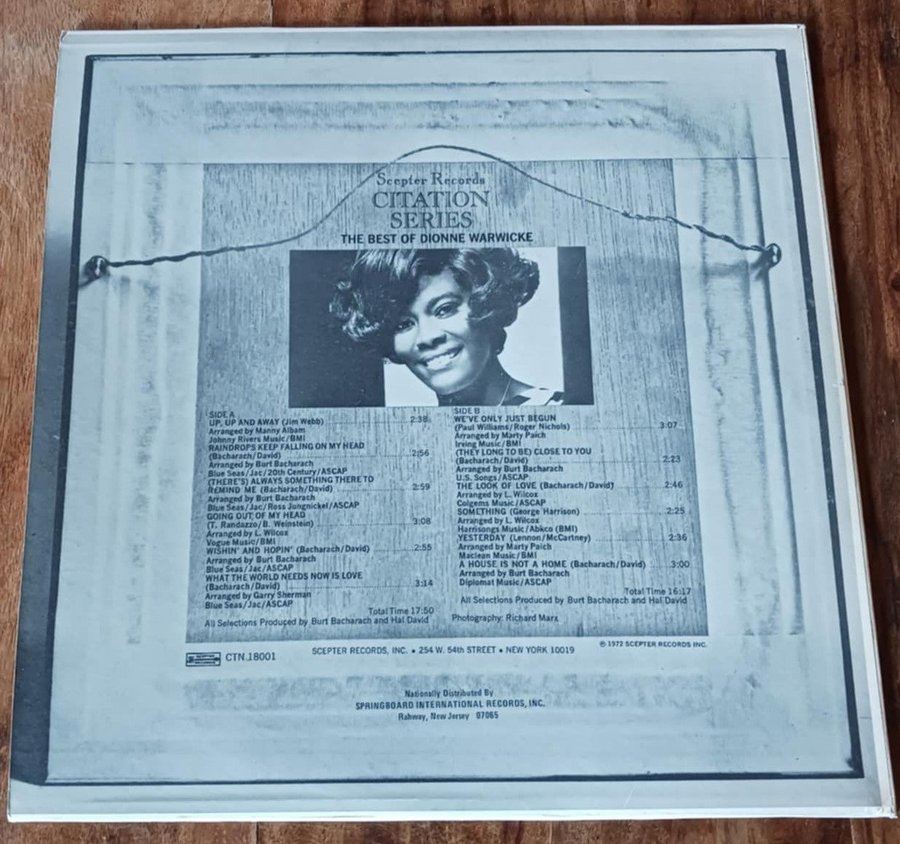 Scepter Records
CITATION
SERIES
THE BEST OF DIONNE WARWICKE
SIDE A
UP, UP AND AWAY (Jim Webb) 2:38
Arranged by Manny Albam
Johnny Rivers Music/BMI
RAINDROPS KEEP FALLING ON MY HEAD
(Bacharach/David) 2:56
Arranged by Burt Bacharach
Blue Seas/Jac/20th Century/ASCAP
(THERE'S) ALWAYS SOMETHING THERE TO
REMIND ME (Bacharach/David) 2:59
Arranged by Burt Bacharach
Blue Seas/Jac/Ross Jungnickel/ASCAP
GOING OUT OF MY HEAD
(T. Randazzo/B. Weinstein) 3:08
Arranged by L. Wilcox
Vogue Music/BMI
WISHIN' AND HOPIN' (Bacharach/David) 2:55
Arranged by Burt Bacharach
Blue Seas/Jac/ASCAP
WHAT THE WORLD NEEDS NOW IS LOVE
(Bacharach/David) 3:14
Arranged by Garry Sherman
Blue Seas/Jac/ASCAP
Total Time 17:50
All Selections Produced by Burt Bacharach and Hal David
SIDE B
WE'VE ONLY JUST BEGUN
(Paul Williams/Roger Nichols) 3:07
Arranged by Marty Paich
Irving Music/BMI
(THEY LONG TO BE) CLOSE TO YOU
(Bacharach/David) 2:23
Arranged by Burt Bacharach
U.S. Songs/ASCAP
THE LOOK OF LOVE (Bacharach/David) 2:46
Arranged by L. Wilcox
Colgems Music/ASCAP
SOMETHING (George Harrison) 2:25
Arranged by L. Wilcox
Harrisongs Music/Abkco (BMI)
YESTERDAY (Lennon/McCartney) 2:36
Arranged by Marty Paich
Maclean Music/BMI
A HOUSE IS NOT A HOME (Bacharach/David) 3:00
Arranged by Burt Bacharach
Diplomat Music/ASCAP
Total Time 16:17
All Selections Produced by Burt Bacharach and Hal David
Photography: Richard Marx
℗ 1972 SCEPTER RECORDS INC.
SCEPTER RECORDS CTN 18001
SCEPTER RECORDS, INC. • 254 W. 54th STREET • NEW YORK 10019
Nationally Distributed By
SPRINGBOARD INTERNATIONAL RECORDS, INC.
Rahway, New Jersey 07065